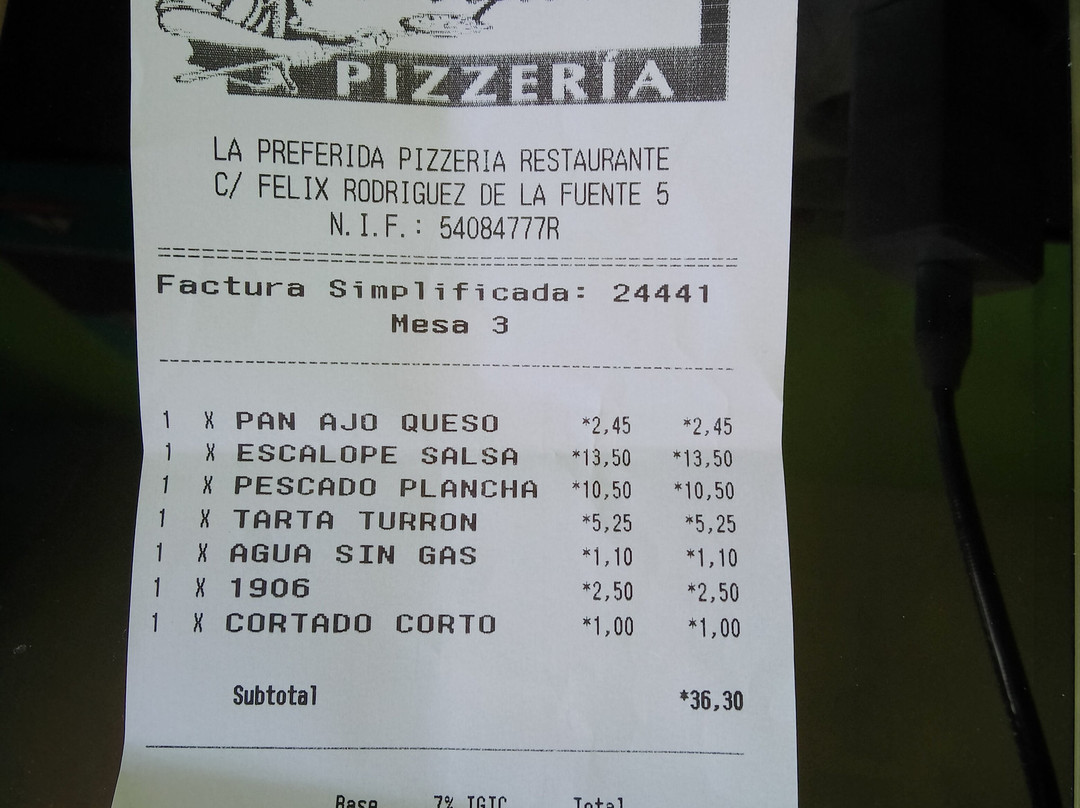 PIZZERÍA
LA PREFERIDA PIZZERIA RESTAURANTE
C/ FELIX RODRIGUEZ DE LA FUENTE 5
N.I.F.: 54084777R
Factura Simplificada: 24441
Mesa 3
1 X PAN AJO QUESO *2,45 *2,45
1 X ESCALOPE SALSA *13,50 *13,50
1 X PESCADO PLANCHA *10,50 *10,50
1 X TARTA TURRON *5,25 *5,25
1 X AGUA SIN GAS *1,10 *1,10
1 X 1906 *2,50 *2,50
1 X CORTADO CORTO *1,00 *1,00
Subtotal *36,30
Base 7% IGIC Total